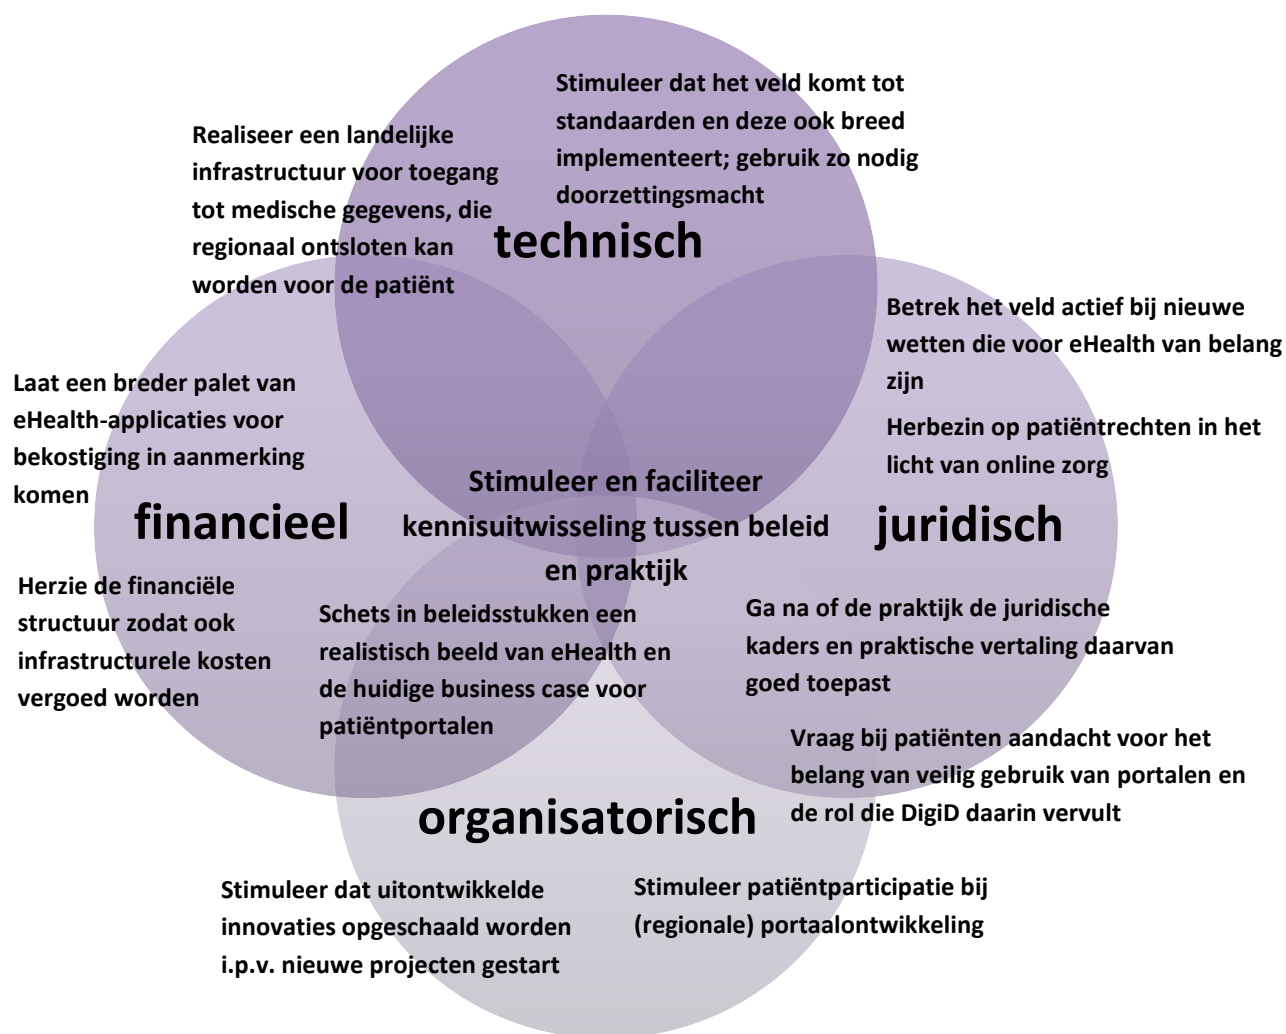 Stimuleer dat het veld komt tot
standaarden en deze ook breed
implementeert; gebruik zo nodig
doorzettingsmacht
Realiseer een landelijke
infrastructuur voor toegang
tot medische gegevens, die
regionaal ontsloten kan
worden voor de patiënt
technisch
Betrek het veld actief bij nieuwe
wetten die voor eHealth van belang
zijn
Herbezin op patiëntrechten in het
licht van online zorg
Laat een breder palet van
eHealth-applicaties voor
bekostiging in aanmerking
komen
financieel
Stimuleer en faciliteer
kennisuitwisseling tussen beleid
en praktijk
juridisch
Herzie de financiële
structuur zodat ook
infrastructurele kosten
vergoed worden
Schets in beleidsstukken een
realistisch beeld van eHealth en
de huidige business case voor
patiëntportalen
Ga na of de praktijk de juridische
kaders en praktische vertaling daarvan
goed toepast
Vraag bij patiënten aandacht voor het
belang van veilig gebruik van portalen en
de rol die DigiD daarin vervult
organisatorisch
Stimuleer dat uitontwikkelde
innovaties opgeschaald worden
i.p.v. nieuwe projecten gestart
Stimuleer patiëntparticipatie bij
(regionale) portaalontwikkeling